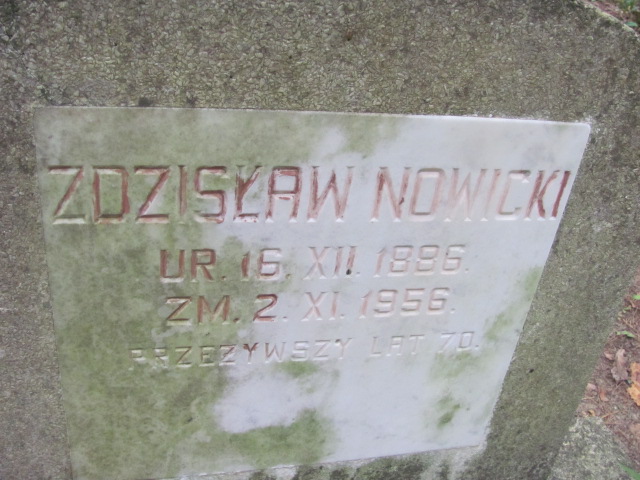 ZDZISŁAW NOWICKI
UR. 16. XII. 1886.
ZM. 2. XI. 1956.
PRZEŻYWSZY LAT 70.